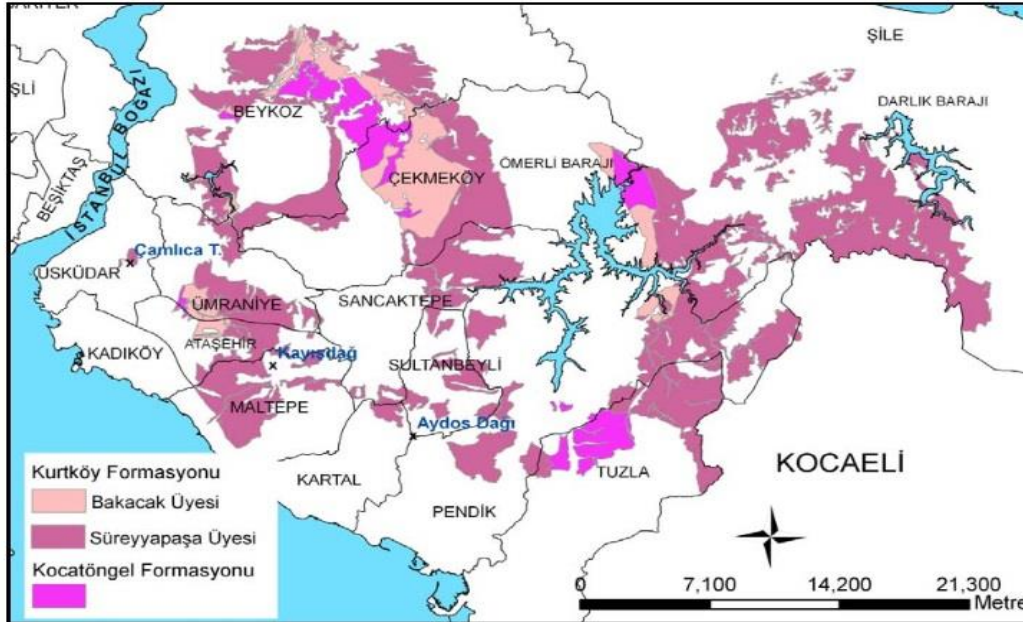 ŞLİ
BEŞİKTAŞ
İSTANBUL BOĞAZI
BEYKOZ
ÇEKMEKÖY
ÖMERLİ BARAJI
ŞİLE
DARLIK BARAJI
Çamlıca T.
ÜSKÜDAR
ÜMRANİYE
SANCAKTEPE
ATAŞEHİR
KADIKÖY
Kayışdağ
SULTANBEYLİ
MALTEPE
Aydos Dağı
KARTAL
TUZLA
PENDİK
KOCAELİ
Kurtköy Formasyonu
Bakacak Üyesi
Süreyyapaşa Üyesi
Kocatöngel Formasyonu
0 7,100 14,200 21,300
Metre